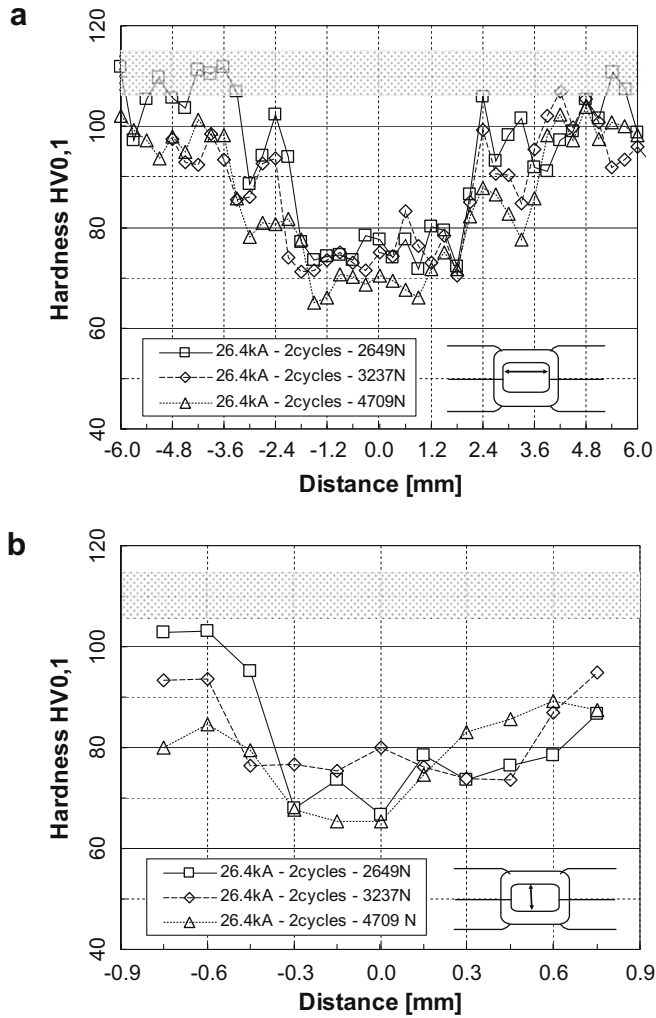 a
120
100
80
60
40
Hardness HV0,1
26.4kA - 2cycles - 2649N
26.4kA - 2cycles - 3237N
26.4kA - 2cycles - 4709N
-6.0 -4.8 -3.6 -2.4 -1.2 0.0 1.2 2.4 3.6 4.8 6.0
Distance [mm]
b
120
100
80
60
40
Hardness HV0,1
26.4kA - 2cycles - 2649N
26.4kA - 2cycles - 3237N
26.4kA - 2cycles - 4709 N
-0.9 -0.6 -0.3 0.0 0.3 0.6 0.9
Distance [mm]